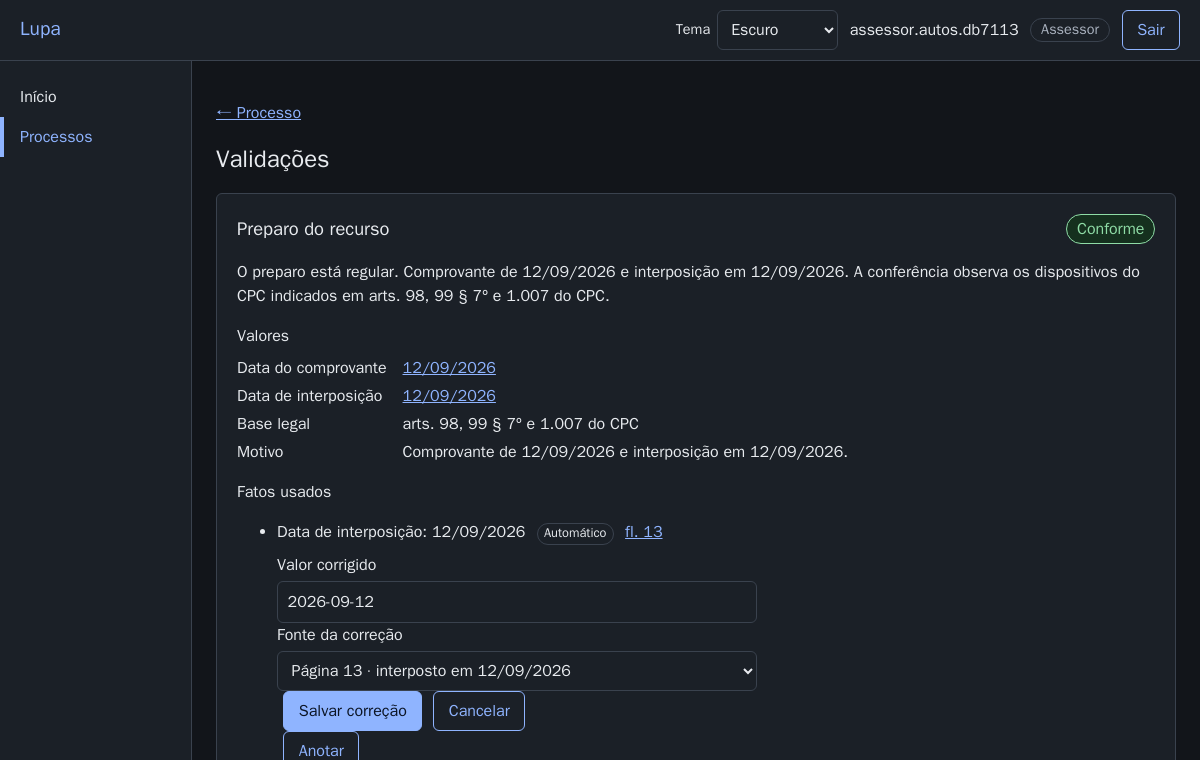 Lupa
Tema
Escuro
assessor.autos.db7113
Assessor
Sair
Início
Processos
← Processo
Validações
Preparo do recurso
Conforme
O preparo está regular. Comprovante de 12/09/2026 e interposição em 12/09/2026. A conferência observa os dispositivos do
CPC indicados em arts. 98, 99 § 7º e 1.007 do CPC.
Valores
Data do comprovante 12/09/2026
Data de interposição 12/09/2026
Base legal arts. 98, 99 § 7º e 1.007 do CPC
Motivo Comprovante de 12/09/2026 e interposição em 12/09/2026.
Fatos usados
• Data de interposição: 12/09/2026 Automático fl. 13
Valor corrigido
2026-09-12
Fonte da correção
Página 13 · interposto em 12/09/2026
Salvar correção Cancelar
Anotar